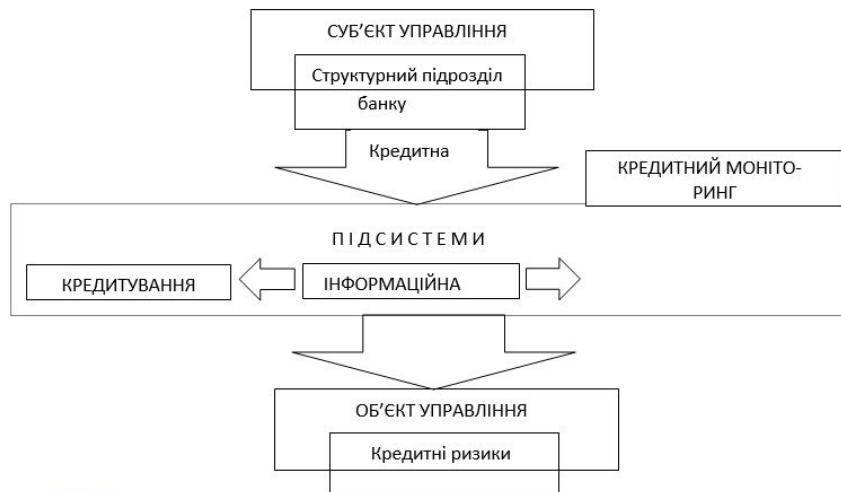 СУБ’ЄКТ УПРАВЛІННЯ
Структурний підрозділ
банку
Кредитна
КРЕДИТНИЙ МОНІТО-
РИНГ
П І Д С И С Т Е М И
КРЕДИТУВАННЯ
ІНФОРМАЦІЙНА
ОБ’ЄКТ УПРАВЛІННЯ
Кредитні ризики